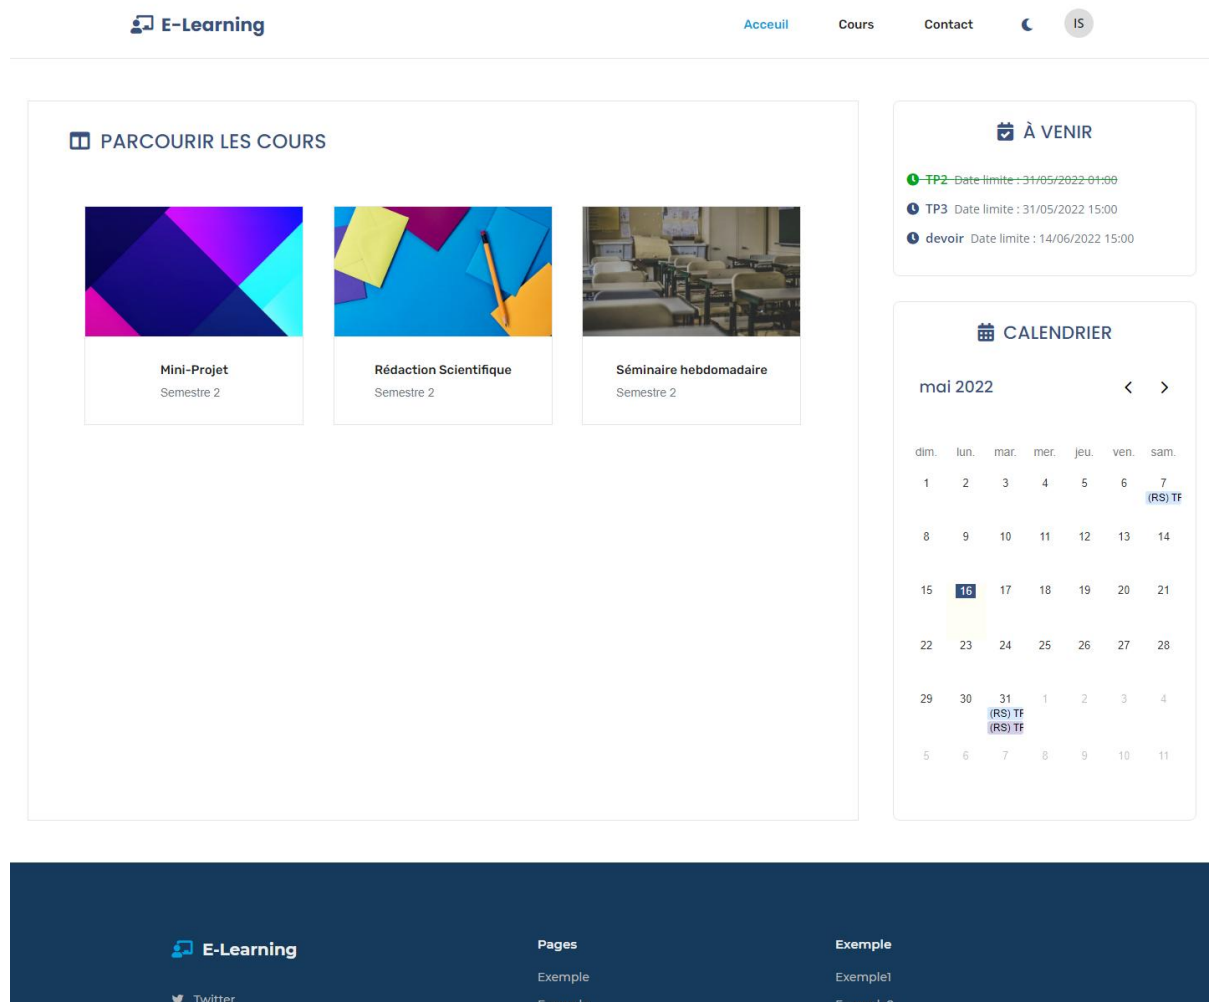 E-Learning
Acceuil
Cours
Contact
IS
PARCOURIR LES COURS
Mini-Projet
Semestre 2
Rédaction Scientifique
Semestre 2
Séminaire hebdomadaire
Semestre 2
À VENIR
TP2 Date limite : 31/05/2022 01:00
TP3 Date limite : 31/05/2022 15:00
devoir Date limite : 14/06/2022 15:00
CALENDRIER
mai 2022
dim. lun. mar. mer. jeu. ven. sam.
1 2 3 4 5 6 7
(RS) TF
8 9 10 11 12 13 14
15 16 17 18 19 20 21
22 23 24 25 26 27 28
29 30 31 1 2 3 4
(RS) TF
(RS) TF
5 6 7 8 9 10 11
E-Learning
Twitter
Pages
Exemple
Exemple
Exemple1